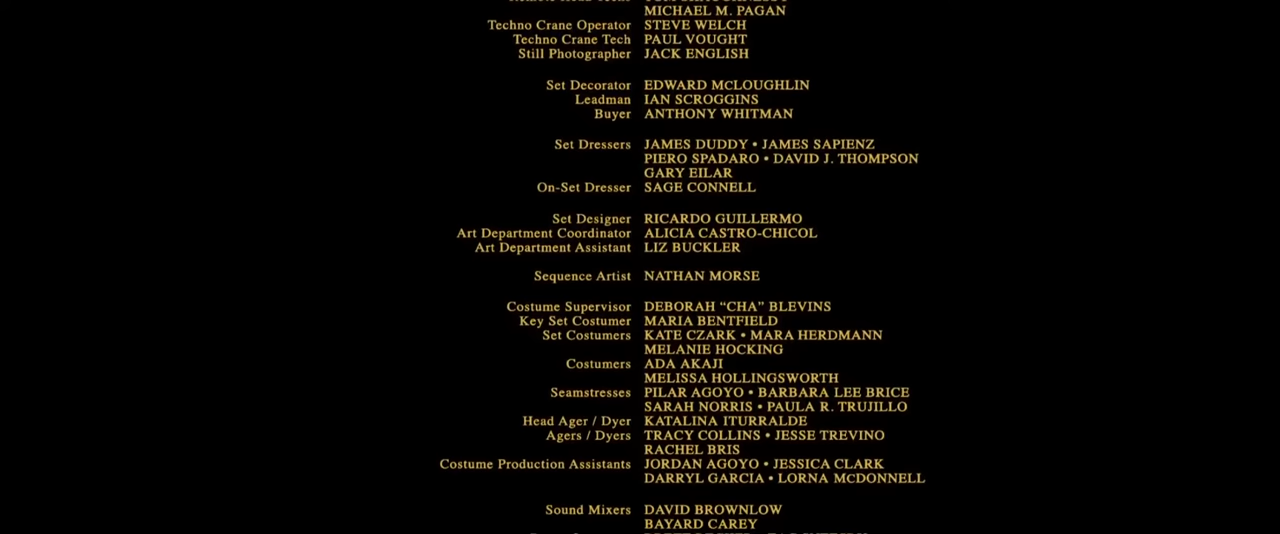 MICHAEL M. PAGAN
Techno Crane Operator STEVE WELCH
Techno Crane Tech PAUL VOUGHT
Still Photographer JACK ENGLISH
Set Decorator EDWARD McLOUGHLIN
Leadman IAN SCROGGINS
Buyer ANTHONY WHITMAN
Set Dressers JAMES DUDDY • JAMES SAPIENZ
PIERO SPADARO • DAVID J. THOMPSON
GARY EILAR
On-Set Dresser SAGE CONNELL
Set Designer RICARDO GUILLERMO
Art Department Coordinator ALICIA CASTRO-CHICOL
Art Department Assistant LIZ BUCKLER
Sequence Artist NATHAN MORSE
Costume Supervisor DEBORAH “CHA” BLEVINS
Key Set Costumer MARIA BENTFIELD
Set Costumers KATE CZARK • MARA HERDMANN
MELANIE HOCKING
Costumers ADA AKAJI
MELISSA HOLLINGSWORTH
Seamstresses PILAR AGOYO • BARBARA LEE BRICE
SARAH NORRIS • PAULA R. TRUJILLO
Head Ager / Dyer KATALINA ITURRALDE
Agers / Dyers TRACY COLLINS • JESSE TREVINO
RACHEL BRIS
Costume Production Assistants JORDAN AGOYO • JESSICA CLARK
DARRYL GARCIA • LORNA MCDONNELL
Sound Mixers DAVID BROWNLOW
BAYARD CAREY